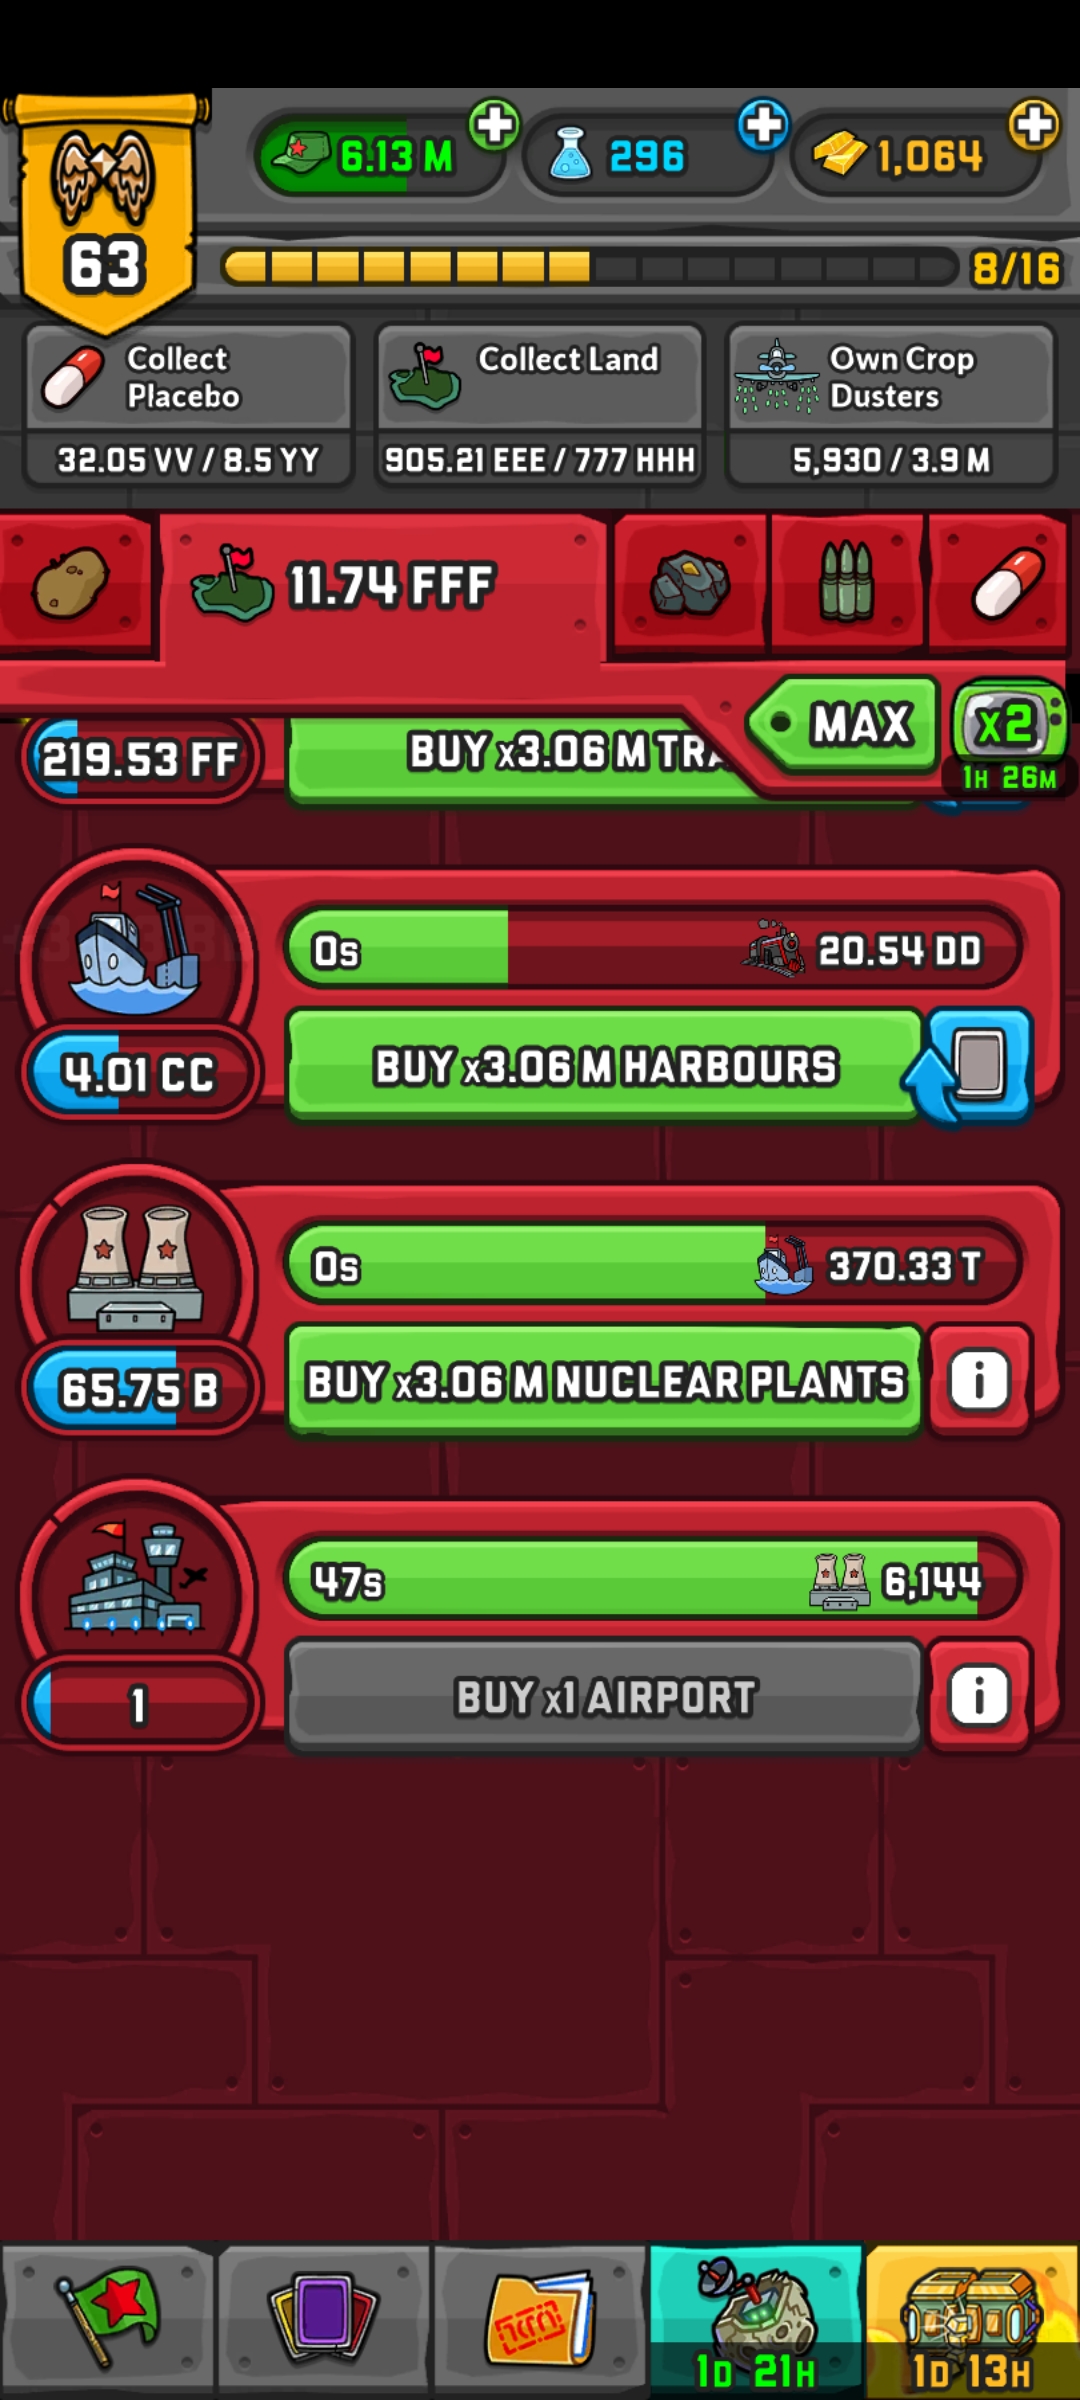 6.13 M
296
1,064
63
8/16
Collect
Placebo
32.05 VV / 8.5 YY
Collect Land
905.21 EEE / 777 HHH
Own Crop
Dusters
5,930 / 3.9 M
11.74 FFF
MAX
x2
1H 26M
219.53 FF
BUY x3.06 M
0s
20.54 DD
4.01 CC
BUY x3.06 M HARBOURS
0s
370.33 T
65.75 B
BUY x3.06 M NUCLEAR PLANTS
i
47s
6,144
1
BUY x1 AIRPORT
i
1D 21H
1D 13H